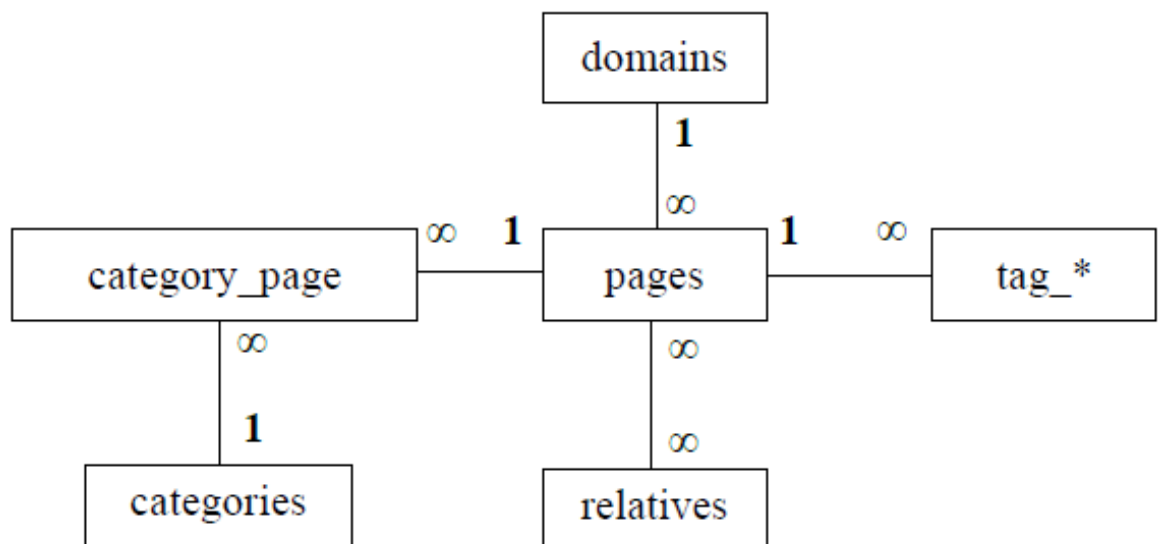 domains
1
∞
∞ 1
1 ∞
category_page
pages
tag_*
∞
∞
1
∞
categories
relatives